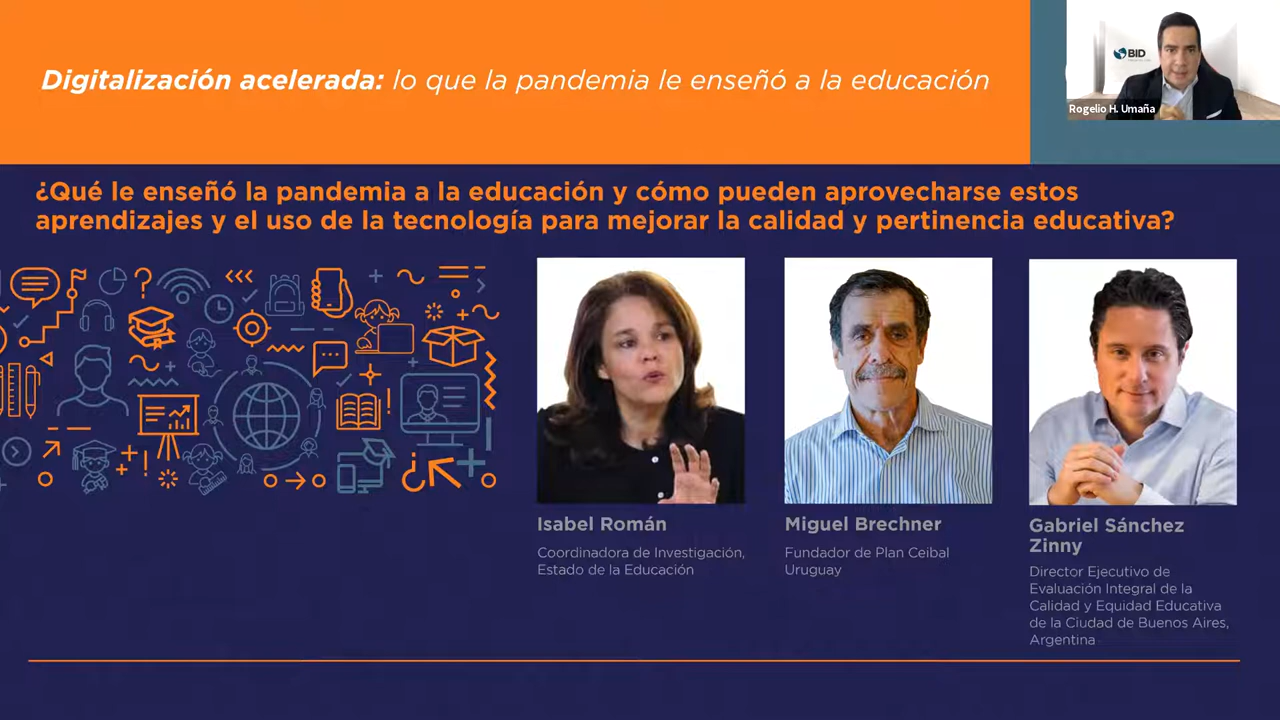 Digitalización acelerada: lo que la pandemia le enseñó a la educación
BID
Rogelio H. Umaña
¿Qué le enseñó la pandemia a la educación y cómo pueden aprovecharse estos
aprendizajes y el uso de la tecnología para mejorar la calidad y pertinencia educativa?
Isabel Román
Coordinadora de Investigación,
Estado de la Educación
Miguel Brechner
Fundador de Plan Ceibal
Uruguay
Gabriel Sánchez
Zinny
Director Ejecutivo de
Evaluación Integral de la
Calidad y Equidad Educativa
de la Ciudad de Buenos Aires,
Argentina